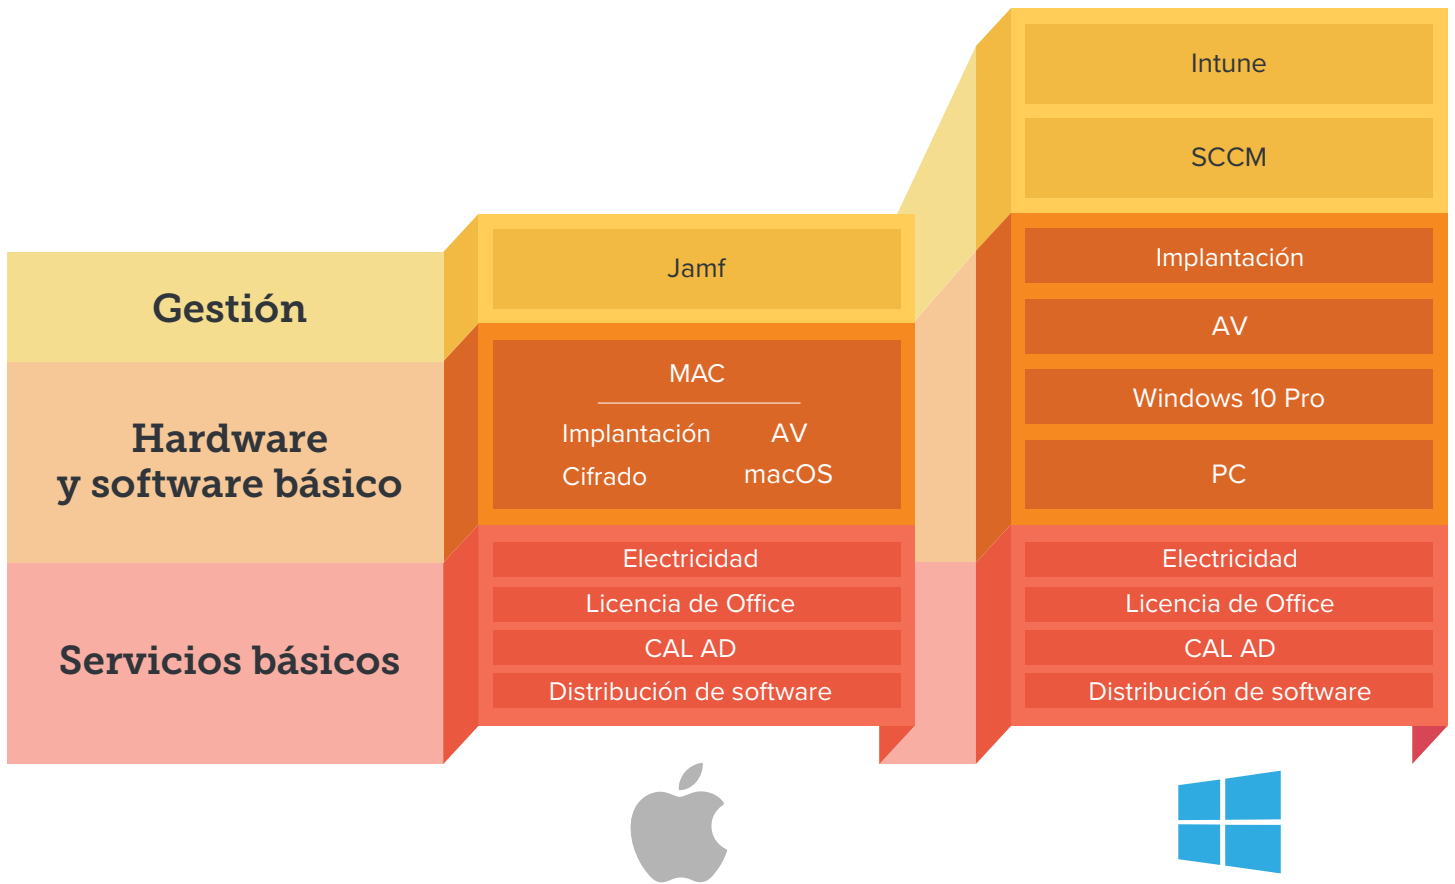 Gestión
Hardware
y software básico
Servicios básicos
Jamf
MAC
Implantación AV
Cifrado macOS
Electricidad
Licencia de Office
CAL AD
Distribución de software
Intune
SCCM
Implantación
AV
Windows 10 Pro
PC
Electricidad
Licencia de Office
CAL AD
Distribución de software